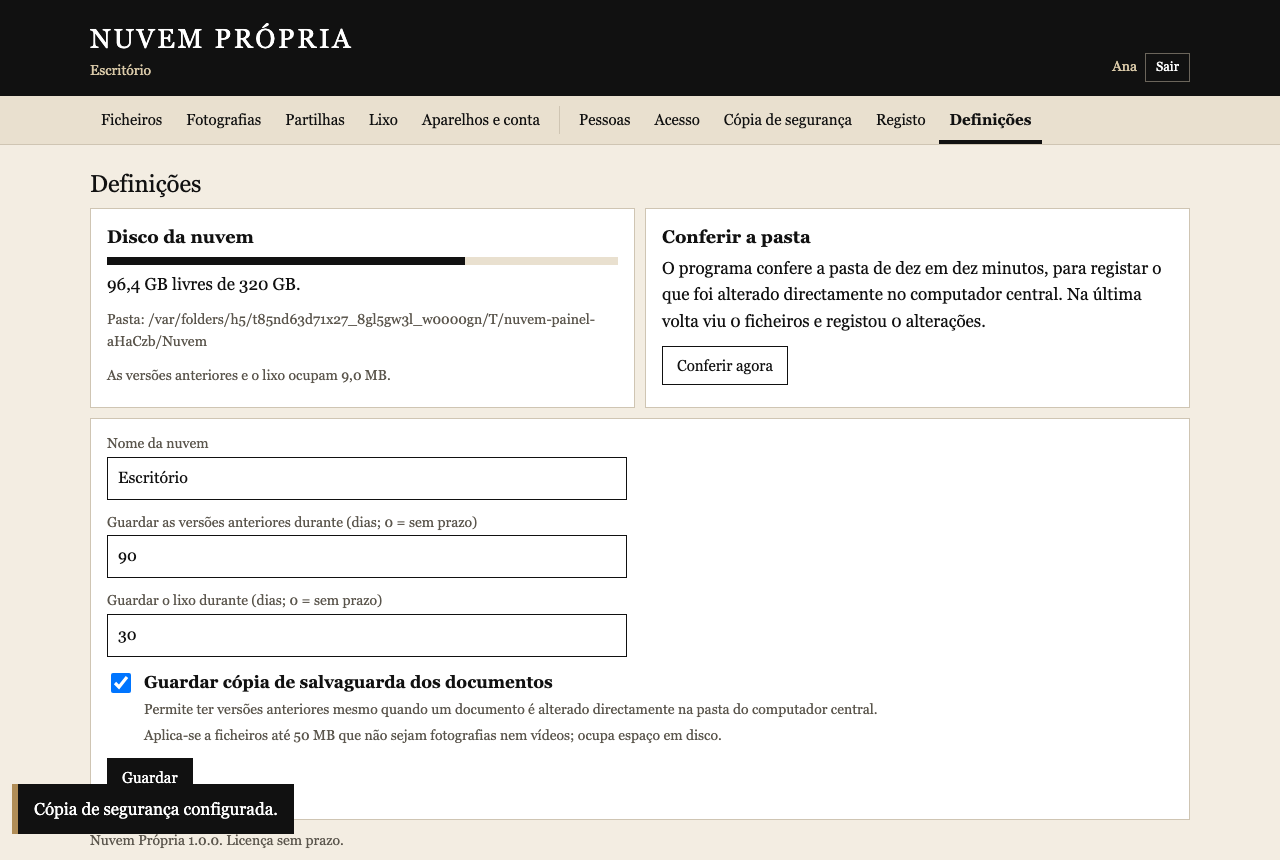 NUVEM PRÓPRIA
Escritório
Ana
Sair
Ficheiros
Fotografias
Partilhas
Lixo
Aparelhos e conta
Pessoas
Acesso
Cópia de segurança
Registo
Definições
Definições
Disco da nuvem
96,4 GB livres de 320 GB.
Pasta: /var/folders/h5/t85nd63d71x27_8gl5gw3l_w0000gn/T/nuvem-painel-
aHaCzb/Nuvem
As versões anteriores e o lixo ocupam 9,0 MB.
Conferir a pasta
O programa confere a pasta de dez em dez minutos, para registar o
que foi alterado directamente no computador central. Na última
volta viu 0 ficheiros e registou 0 alterações.
Conferir agora
Nome da nuvem
Escritório
Guardar as versões anteriores durante (dias; 0 = sem prazo)
90
Guardar o lixo durante (dias; 0 = sem prazo)
30
Guardar cópia de salvaguarda dos documentos
Permite ter versões anteriores mesmo quando um documento é alterado directamente na pasta do computador central.
Aplica-se a ficheiros até 50 MB que não sejam fotografias nem vídeos; ocupa espaço em disco.
Guardar
Cópia de segurança configurada.
Nuvem Própria 1.0.0. Licença sem prazo.